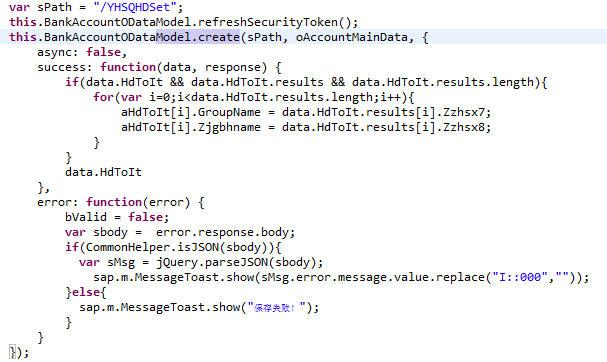 var sPath = "/YHSQHDSet";
this.BankAccountODataModel.refreshSecurityToken();
this.BankAccountODataModel.create(sPath, oAccountMainData, {
    async: false,
    success: function(data, response) {
        if(data.HdToIt && data.HdToIt.results && data.HdToIt.results.length){
            for(var i=0;i<data.HdToIt.results.length;i++){
                aHdToIt[i].GroupName = data.HdToIt.results[i].Zzhsx7;
                aHdToIt[i].Zjgbhname = data.HdToIt.results[i].Zzhsx8;
            }
        }
        data.HdToIt
    },
    error: function(error) {
        bValid = false;
        var sbody =  error.response.body;
        if(CommonHelper.isJSON(sbody)){
          var sMsg = jQuery.parseJSON(sbody);
            sap.m.MessageToast.show(sMsg.error.message.value.replace("I::000",""));
        }else{
          sap.m.MessageToast.show("保存失败!");
        }
    }
});